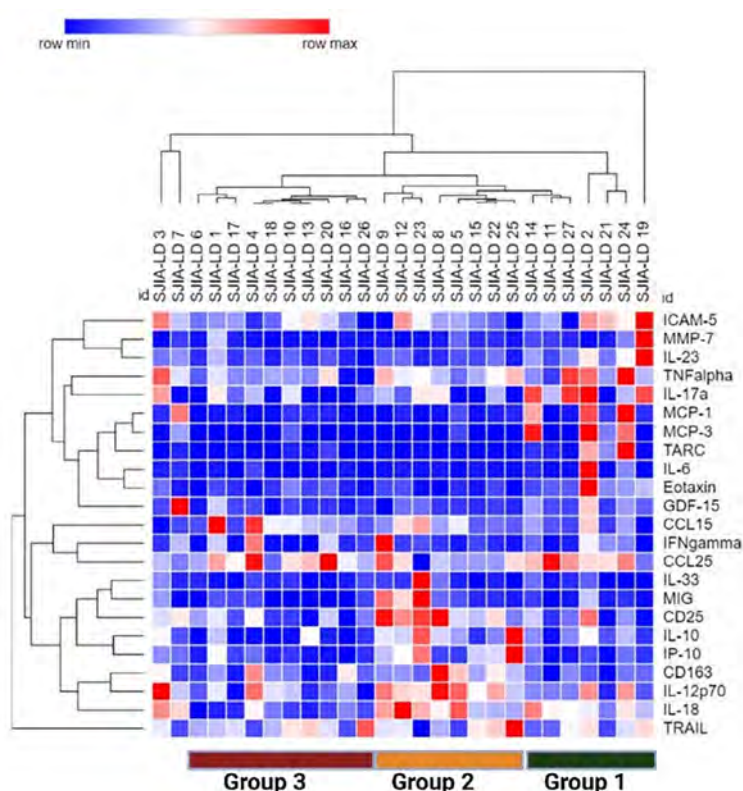 row min row max
SJIA-LD 3
SJIA-LD 7
SJIA-LD 6
SJIA-LD 1
SJIA-LD 17
SJIA-LD 4
SJIA-LD 18
SJIA-LD 10
SJIA-LD 13
SJIA-LD 20
SJIA-LD 16
SJIA-LD 26
SJIA-LD 9
SJIA-LD 12
SJIA-LD 23
SJIA-LD 8
SJIA-LD 5
SJIA-LD 15
SJIA-LD 22
SJIA-LD 25
SJIA-LD 14
SJIA-LD 11
SJIA-LD 27
SJIA-LD 2
SJIA-LD 21
SJIA-LD 24
SJIA-LD 19
id id
ICAM-5
MMP-7
IL-23
TNFalpha
IL-17a
MCP-1
MCP-3
TARC
IL-6
Eotaxin
GDF-15
CCL15
IFNgamma
CCL25
IL-33
MIG
CD25
IL-10
IP-10
CD163
IL-12p70
IL-18
TRAIL
Group 3 Group 2 Group 1